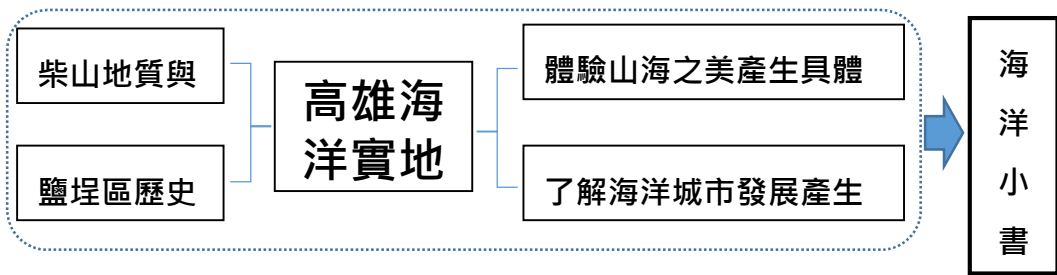 柴山地質與
鹽埕區歷史
高雄海
洋實地
體驗山海之美產生具體
了解海洋城市發展產生
海
洋
小
書